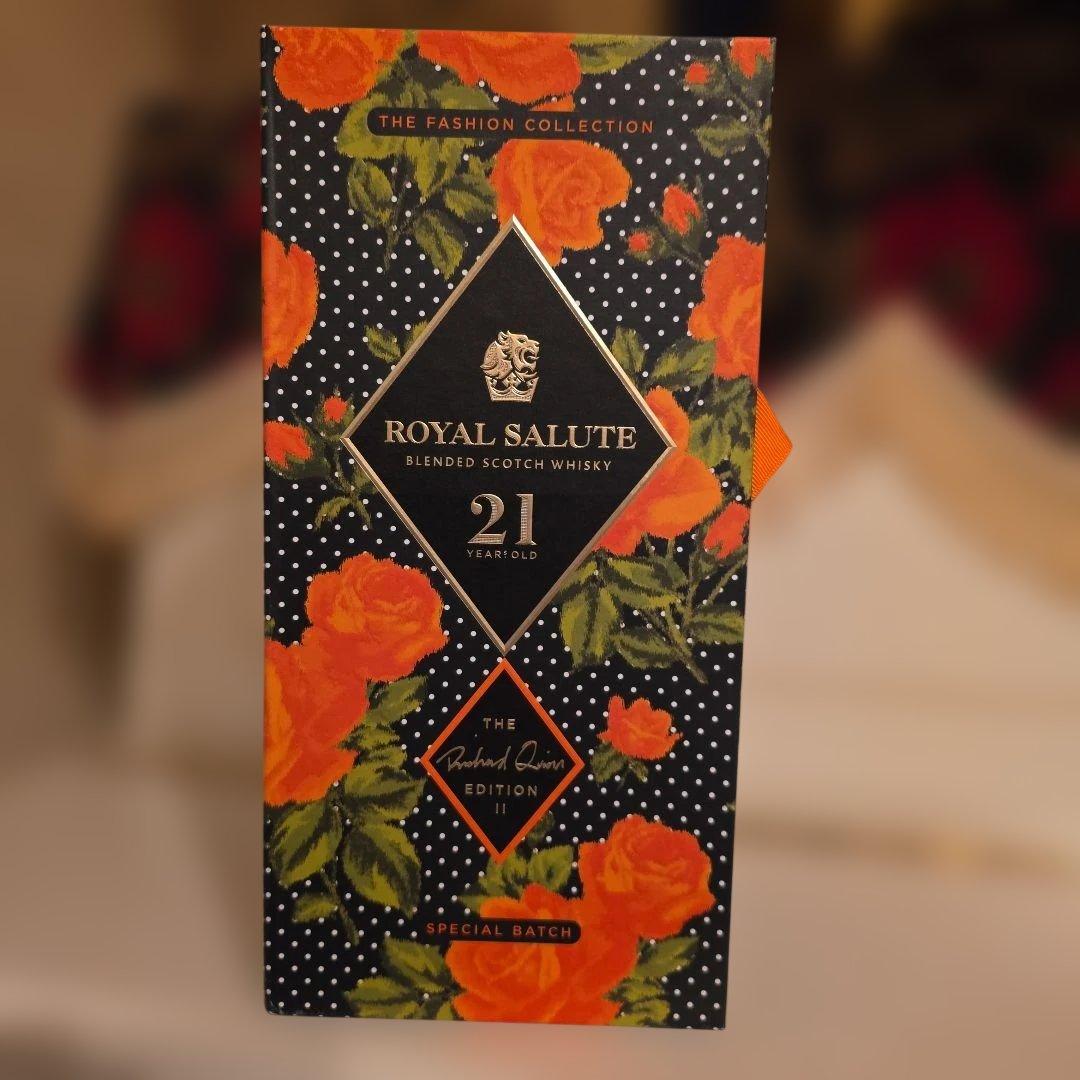 THE FASHION COLLECTION
ROYAL SALUTE
BLENDED SCOTCH WHISKY
21
YEARS OLD
THE
Richard Quinn
EDITION
II
SPECIAL BATCH